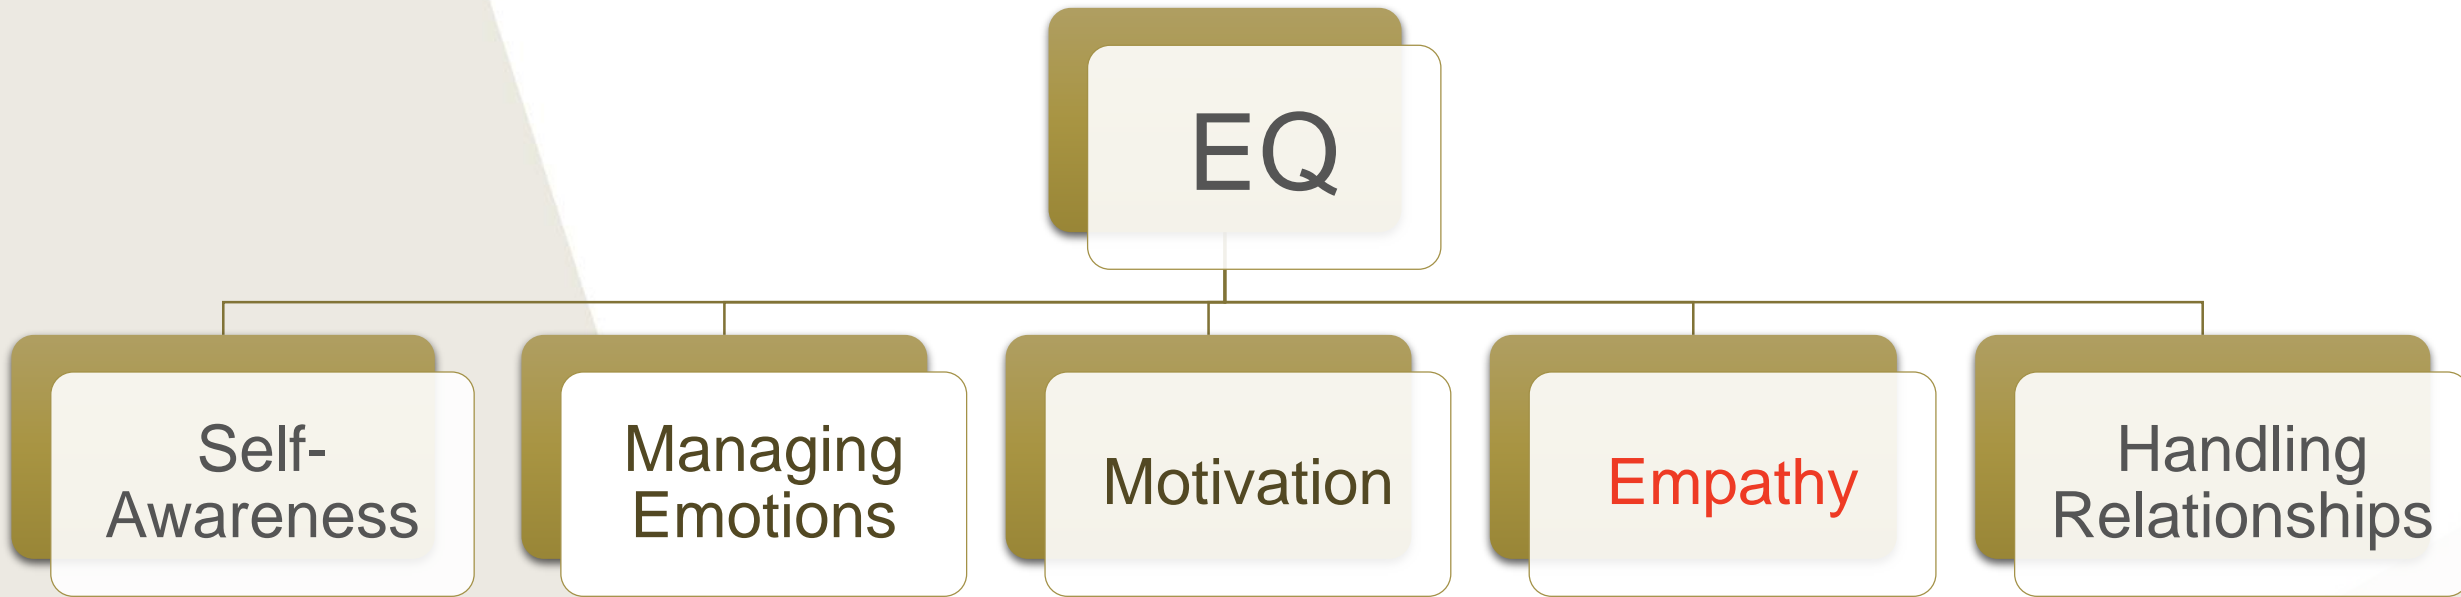 EQ
Self-
Awareness
Managing
Emotions
Motivation
Empathy
Handling
Relationships